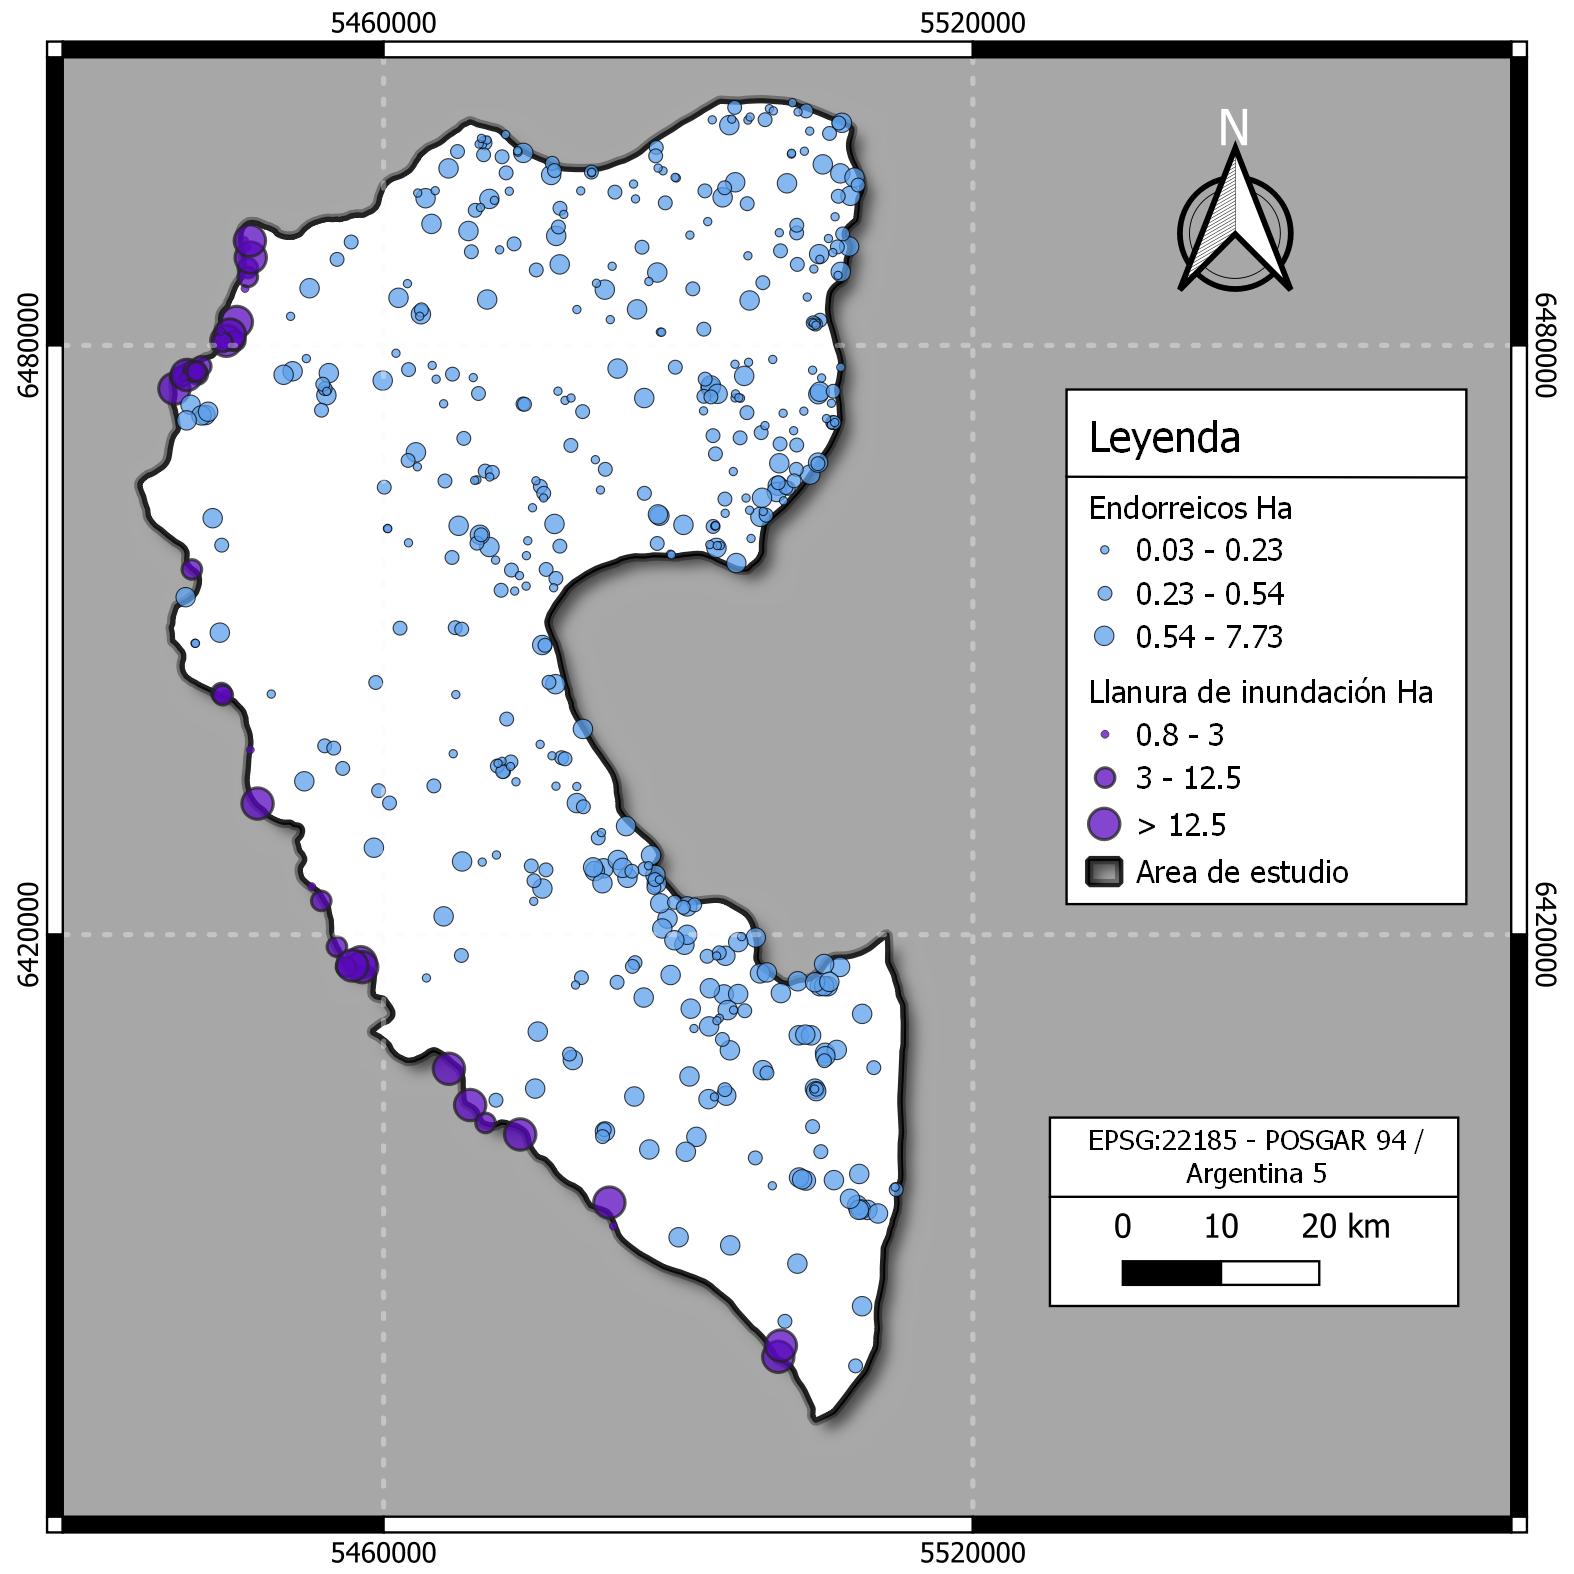 5460000
5520000
N
6480000
6480000
Leyenda
Endorreicos Ha
0.03 - 0.23
0.23 - 0.54
0.54 - 7.73
Llanura de inundación Ha
0.8 - 3
3 - 12.5
> 12.5
Area de estudio
6420000
6420000
EPSG:22185 - POSGAR 94 /
Argentina 5
0 10 20 km
5460000
5520000